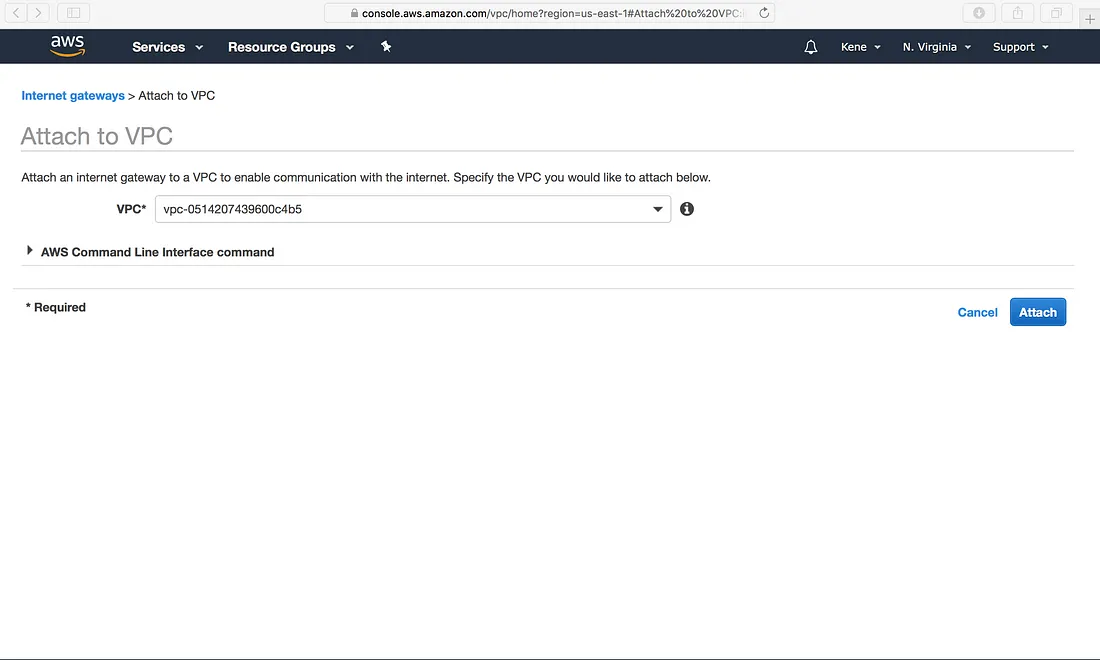 console.aws.amazon.com/vpc/home?region=us-east-1#Attach%20to%20VPC:
aws Services Resource Groups Kene N. Virginia Support
Internet gateways > Attach to VPC
Attach to VPC
Attach an internet gateway to a VPC to enable communication with the internet. Specify the VPC you would like to attach below.
VPC* vpc-0514207439600c4b5
AWS Command Line Interface command
* Required
Cancel Attach